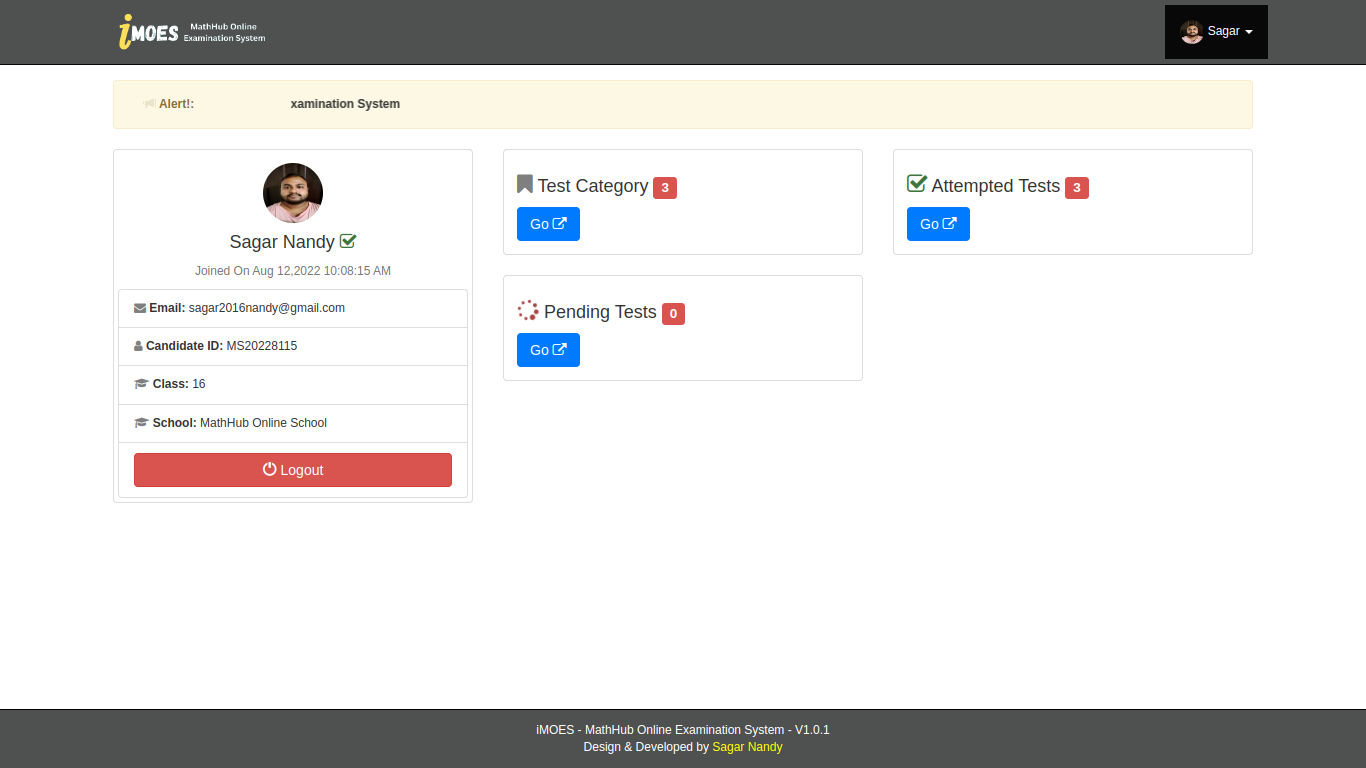 iMOES MathHub Online
Examination System
Sagar
Alert!: xamination System
Sagar Nandy
Joined On Aug 12,2022 10:08:15 AM
Email: sagar2016nandy@gmail.com
Candidate ID: MS20228115
Class: 16
School: MathHub Online School
Logout
Test Category 3
Go
Attempted Tests 3
Go
Pending Tests 0
Go
iMOES - MathHub Online Examination System - V1.0.1
Design & Developed by Sagar Nandy